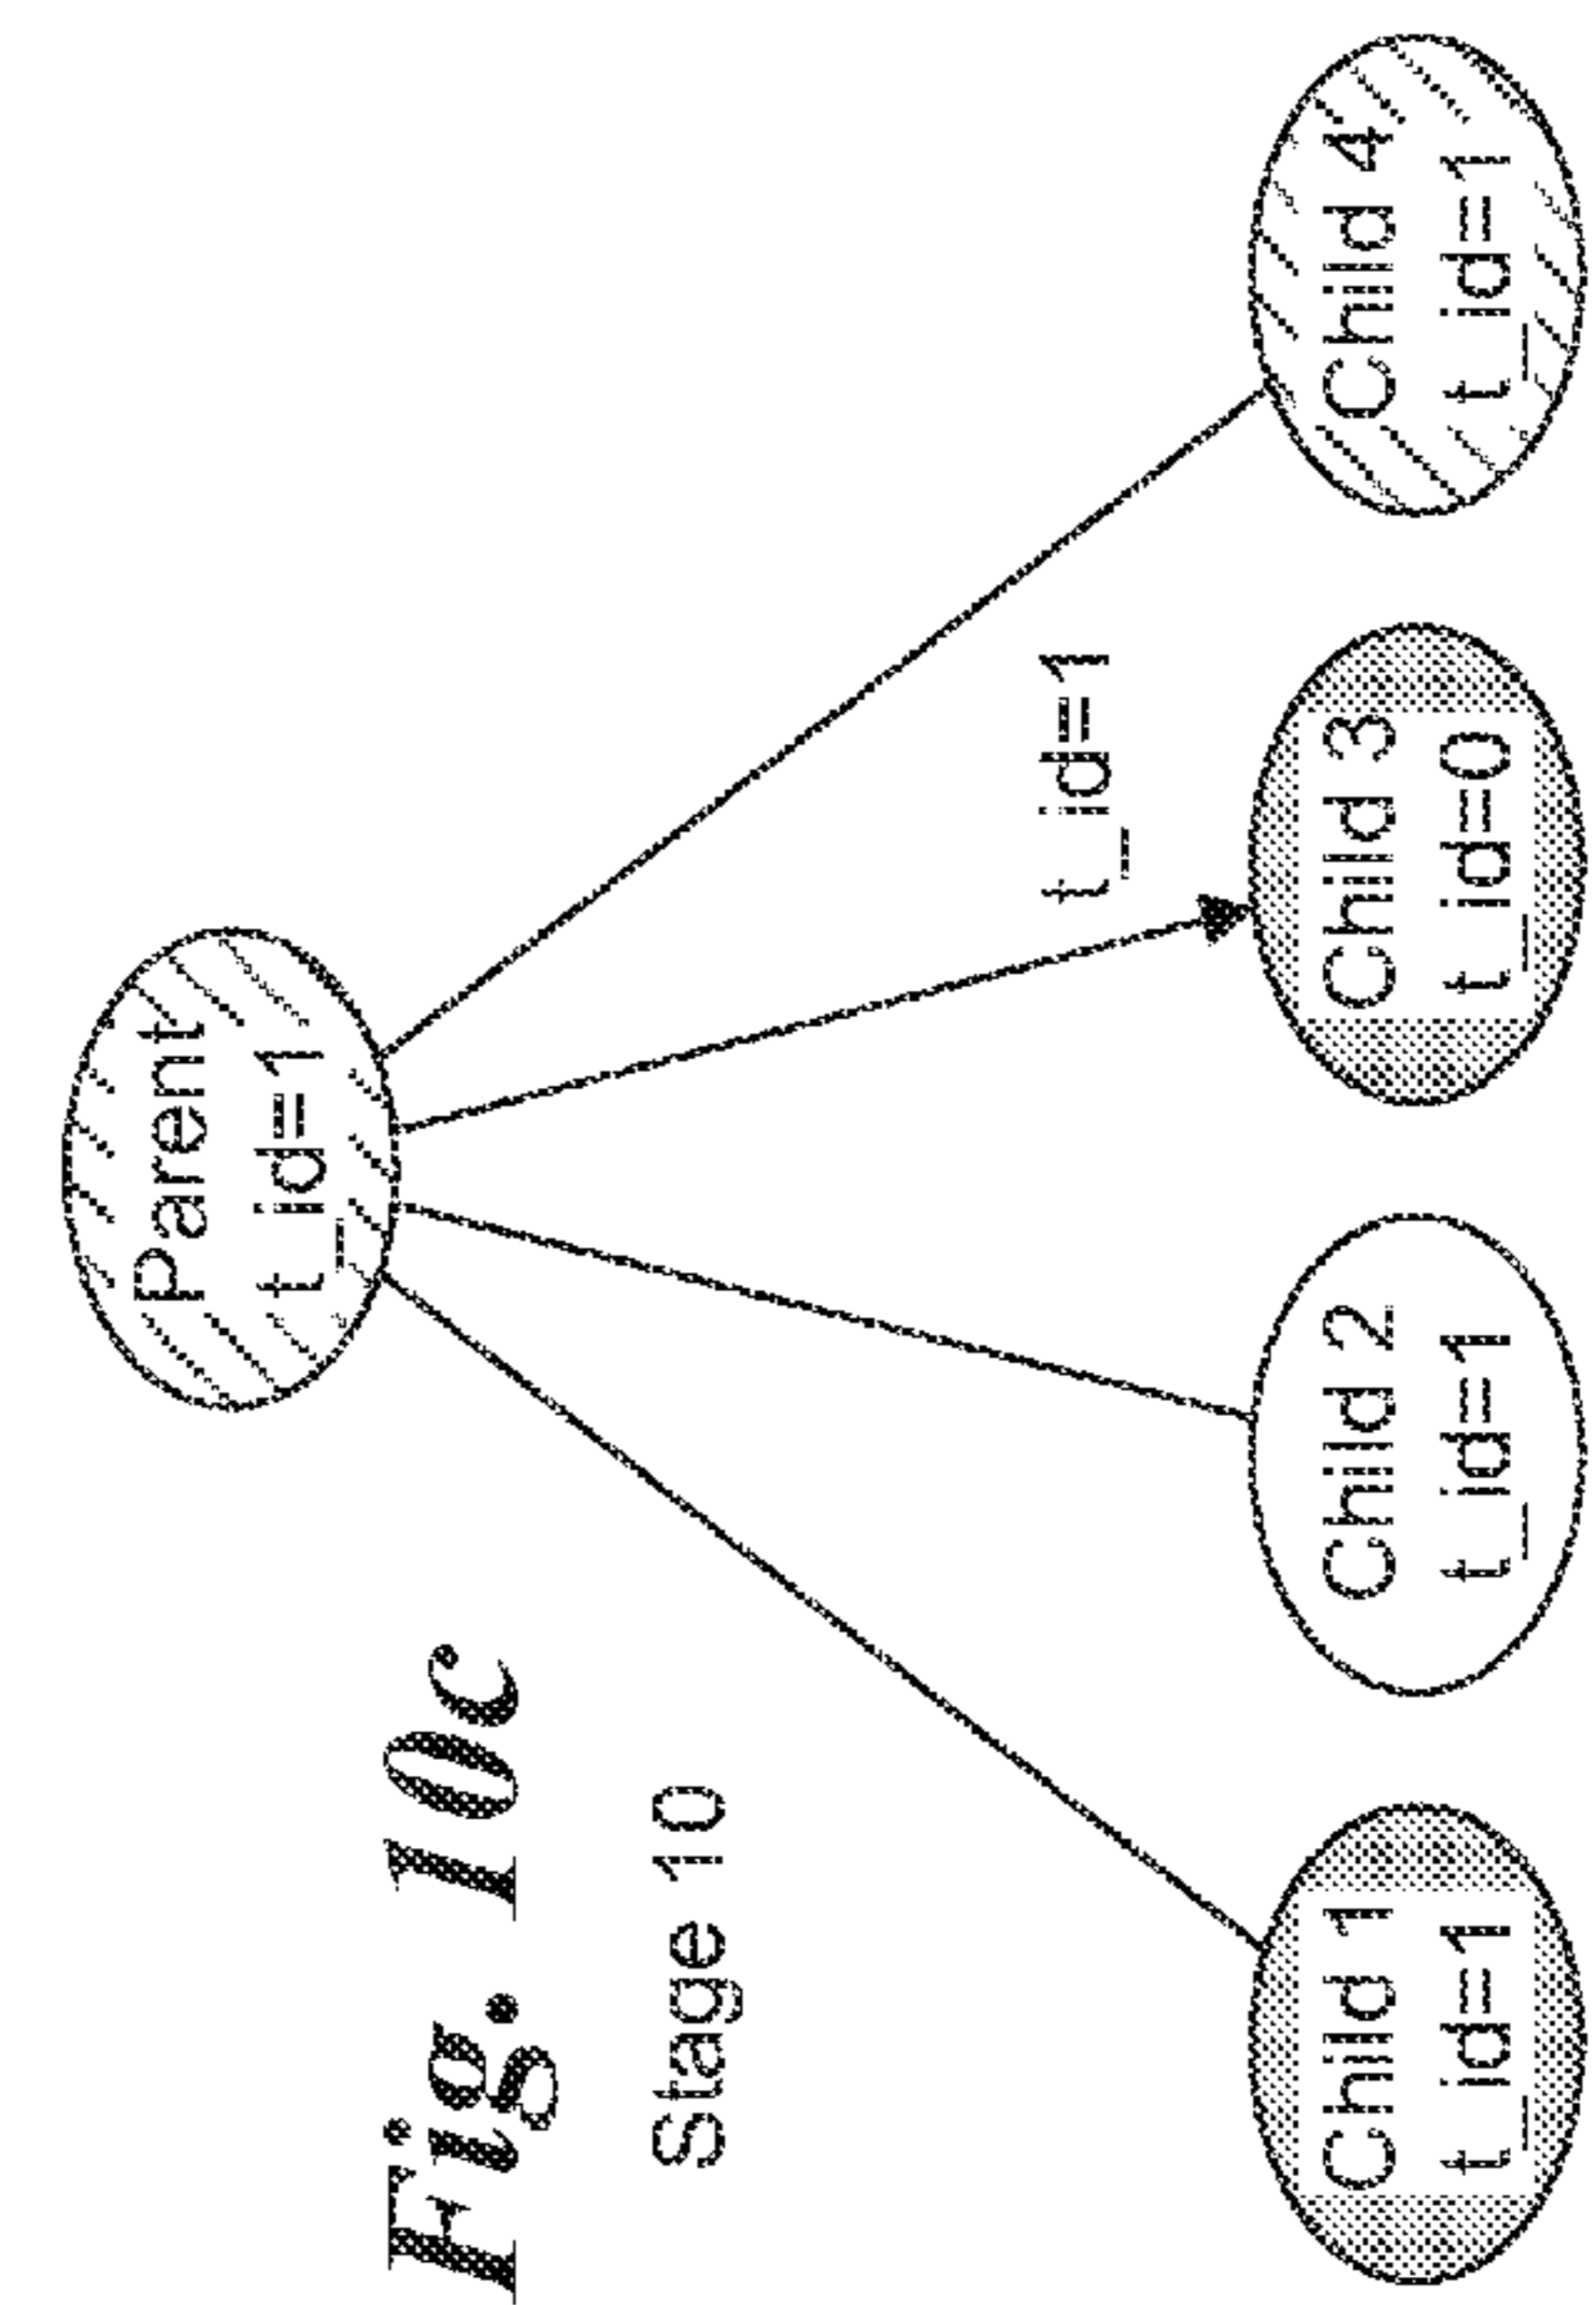 Fig. 10c
Stage 10
Parent
t_id=1
t_id=1
Child 1
t_id=1
Child 2
t_id=1
Child 3
t_id=0
Child 4
t_id=1